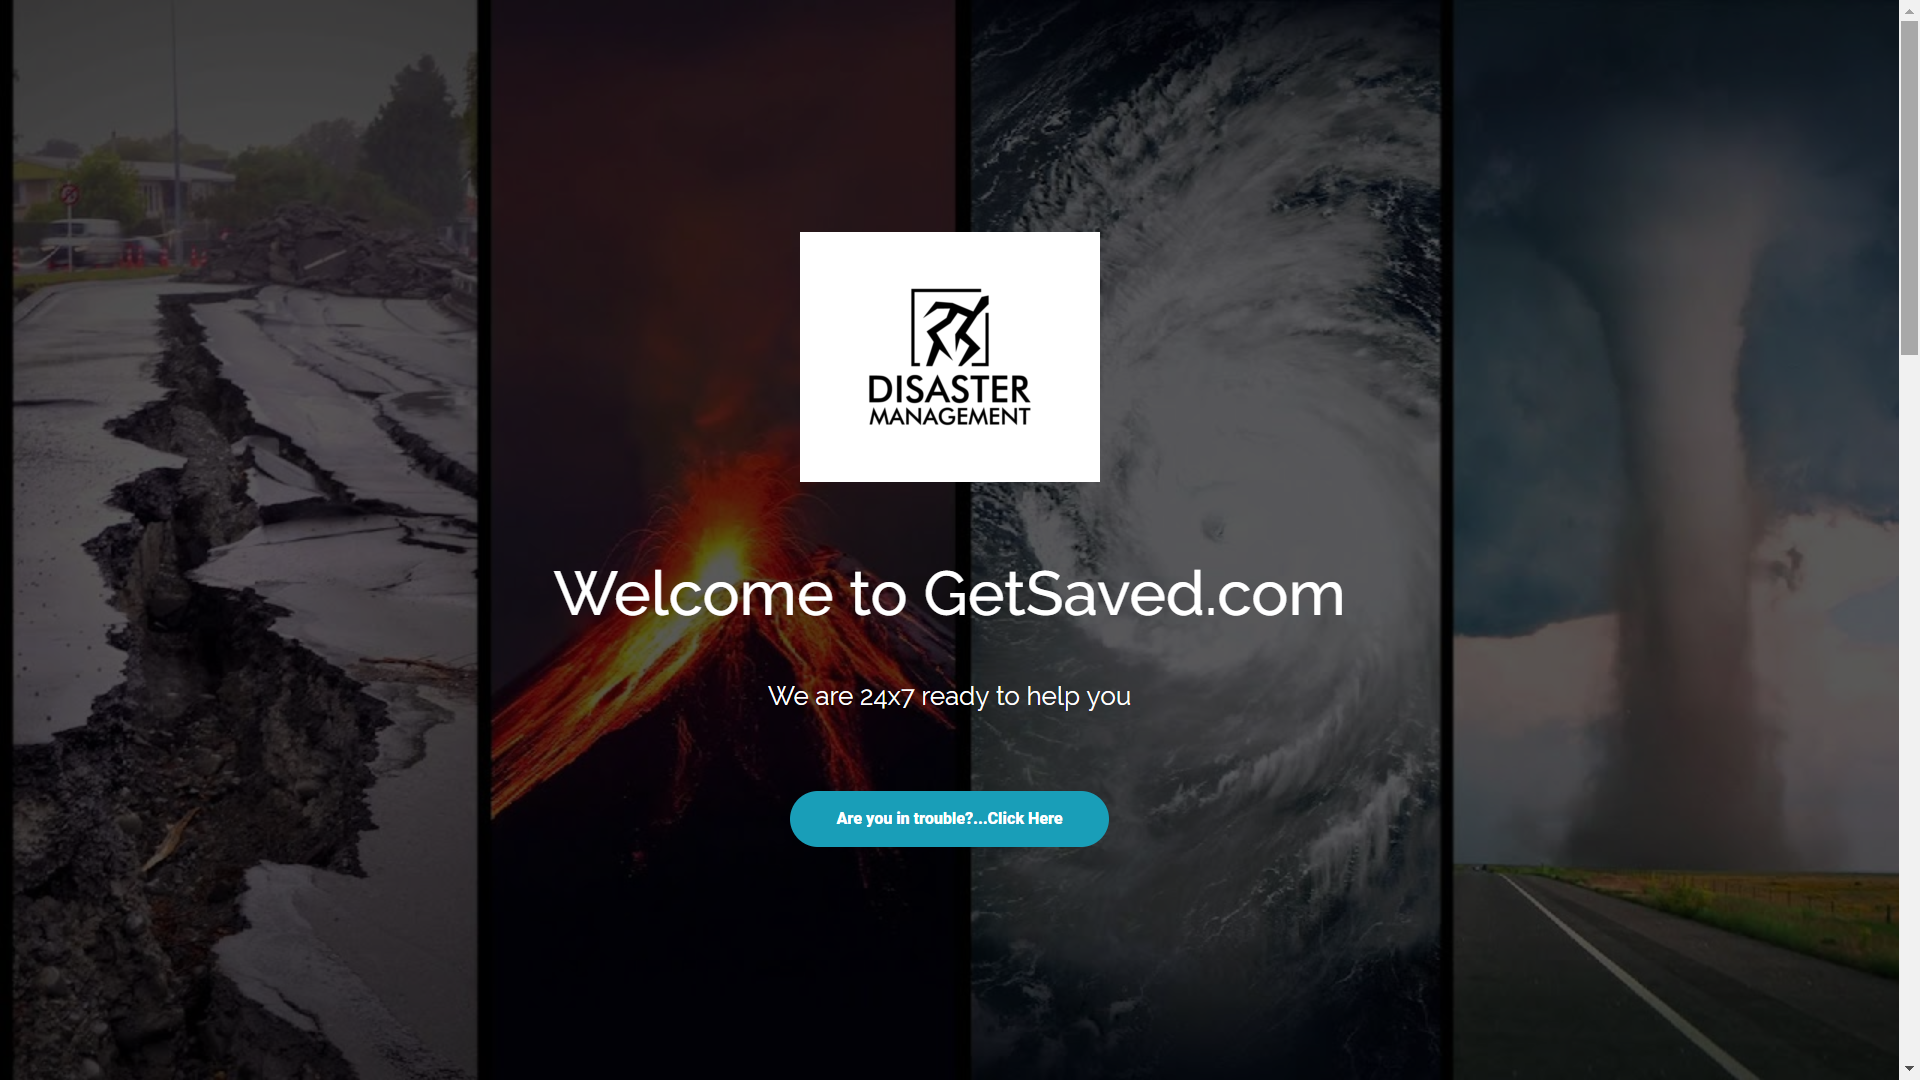 DISASTER
MANAGEMENT
Welcome to GetSaved.com
We are 24x7 ready to help you
Are you in trouble?...Click Here